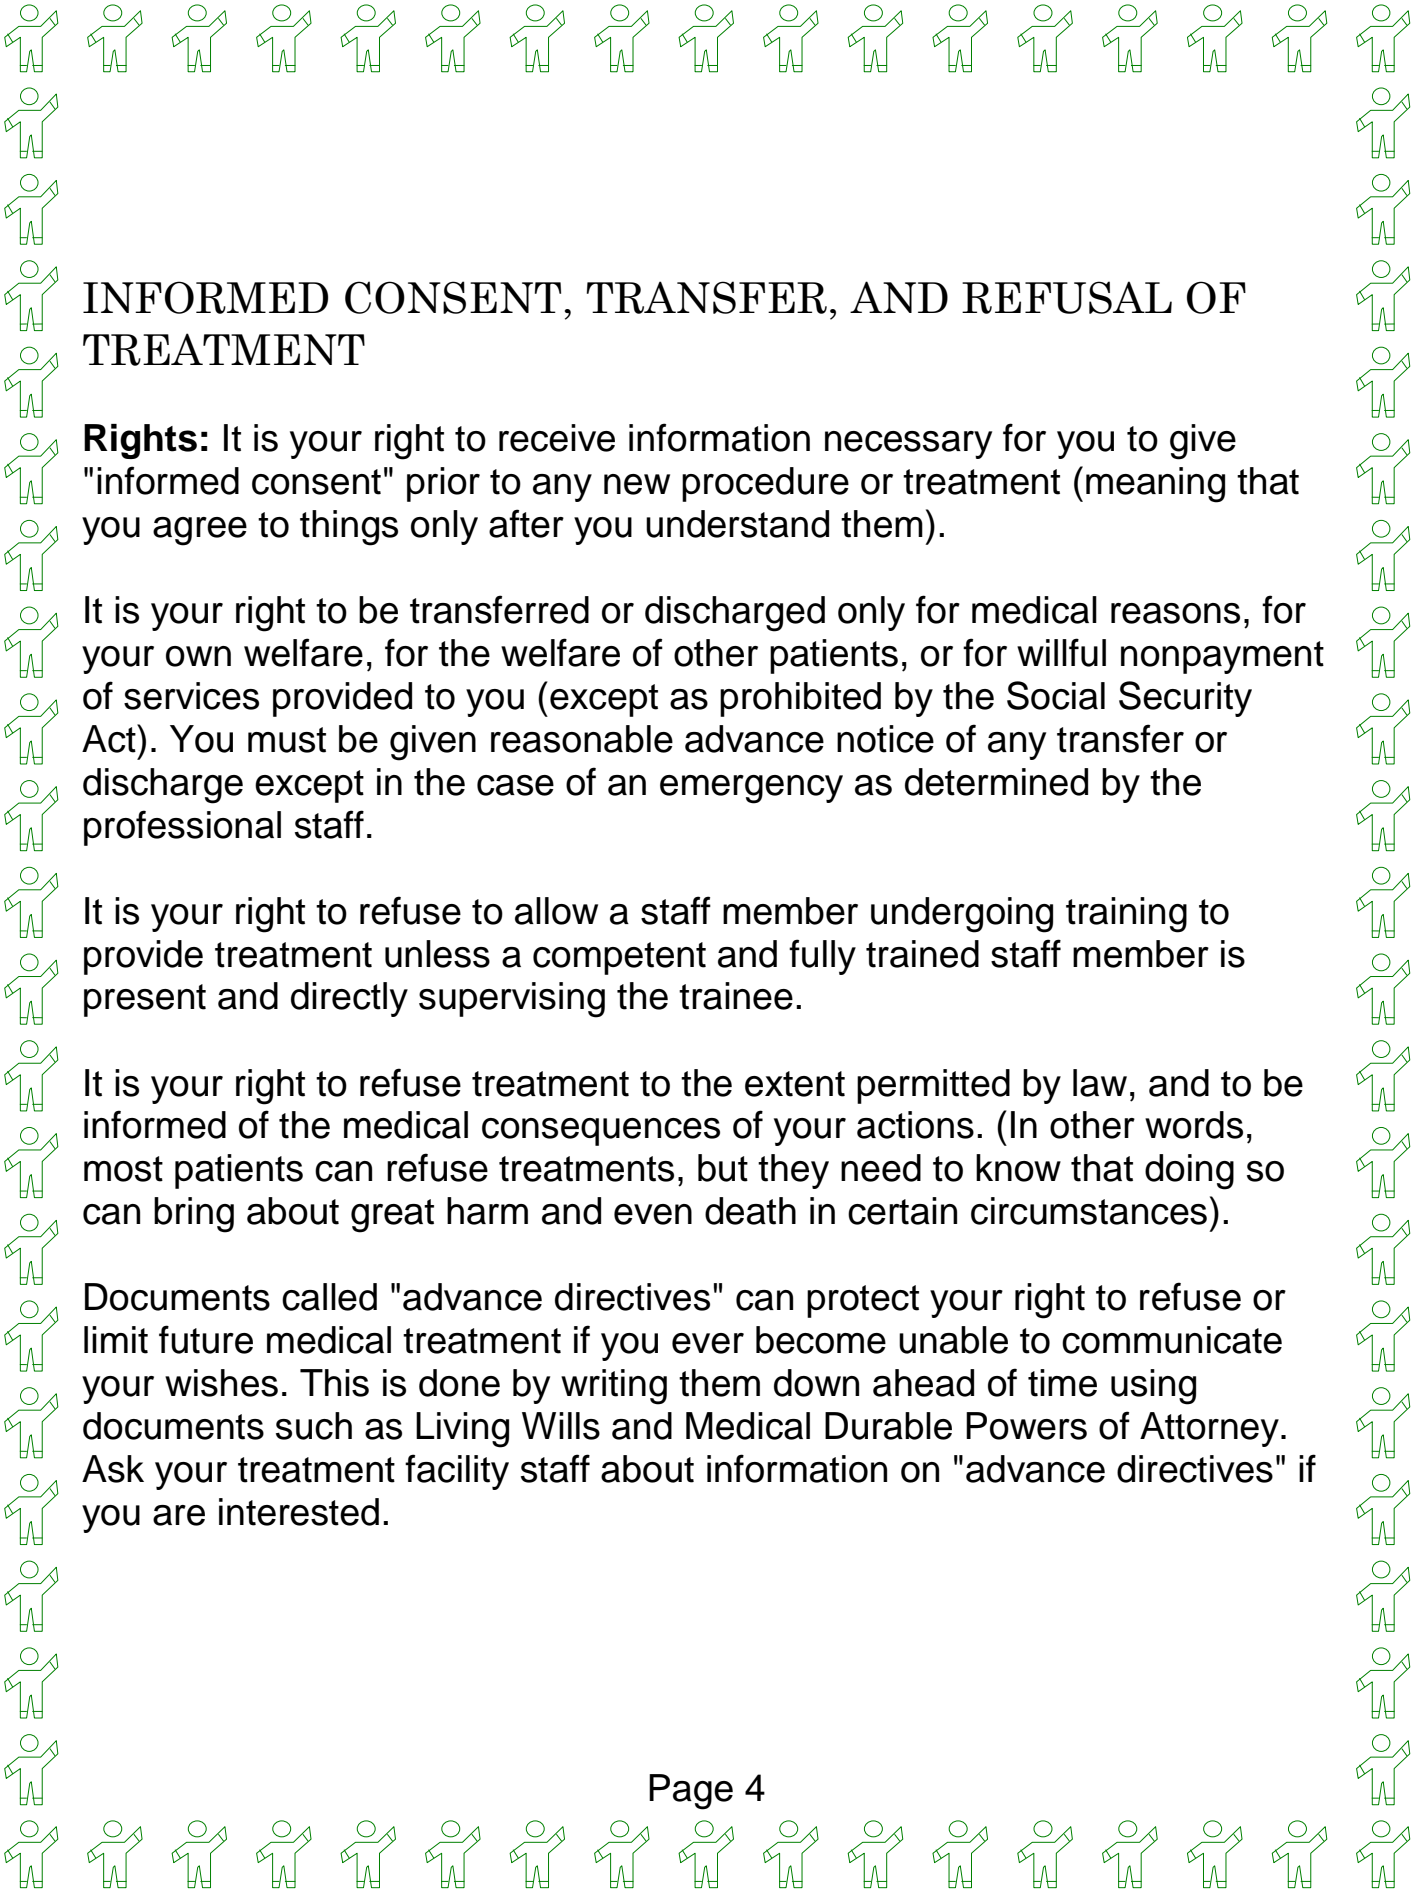 INFORMED CONSENT, TRANSFER, AND REFUSAL OF
TREATMENT
Rights: It is your right to receive information necessary for you to give
"informed consent" prior to any new procedure or treatment (meaning that
you agree to things only after you understand them).
It is your right to be transferred or discharged only for medical reasons, for
your own welfare, for the welfare of other patients, or for willful nonpayment
of services provided to you (except as prohibited by the Social Security
Act). You must be given reasonable advance notice of any transfer or
discharge except in the case of an emergency as determined by the
professional staff.
It is your right to refuse to allow a staff member undergoing training to
provide treatment unless a competent and fully trained staff member is
present and directly supervising the trainee.
It is your right to refuse treatment to the extent permitted by law, and to be
informed of the medical consequences of your actions. (In other words,
most patients can refuse treatments, but they need to know that doing so
can bring about great harm and even death in certain circumstances).
Documents called "advance directives" can protect your right to refuse or
limit future medical treatment if you ever become unable to communicate
your wishes. This is done by writing them down ahead of time using
documents such as Living Wills and Medical Durable Powers of Attorney.
Ask your treatment facility staff about information on "advance directives" if
you are interested.
Page 4